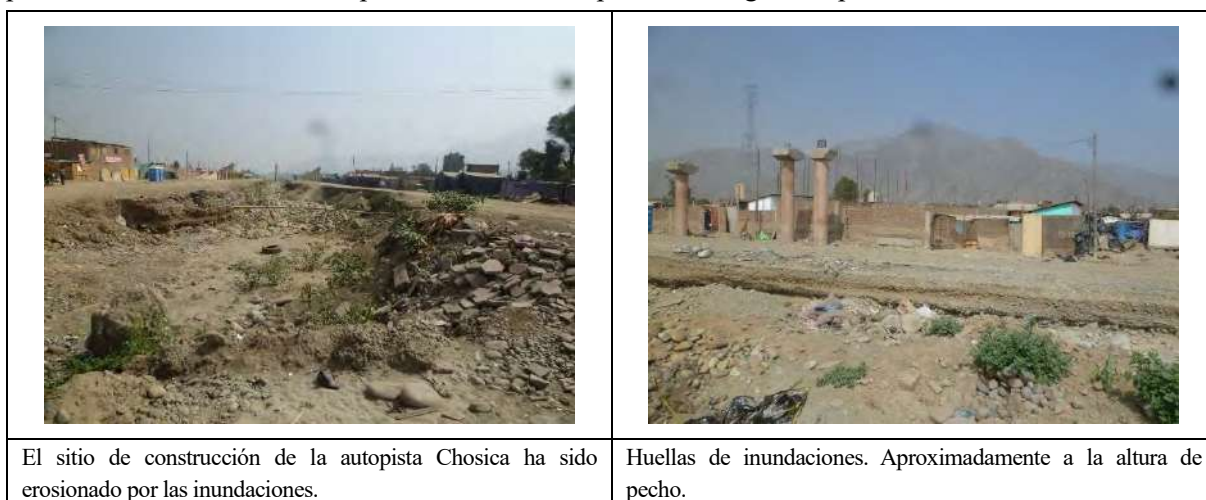 El sitio de construcción de la autopista Chosica ha sido
erosionado por las inundaciones.
Huellas de inundaciones. Aproximadamente a la altura de
pecho.